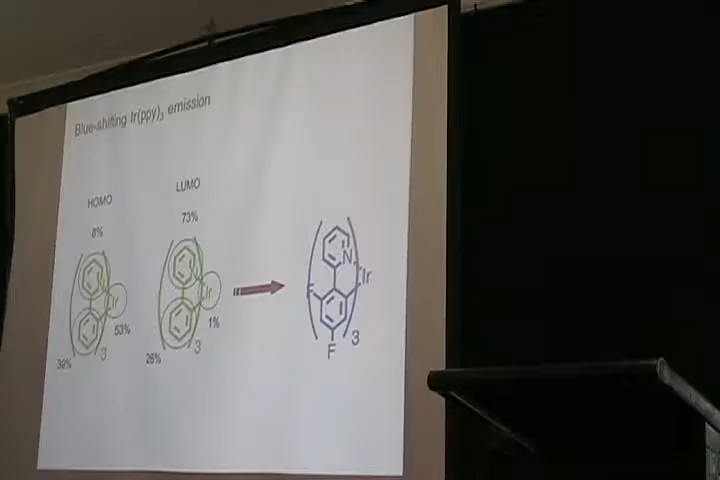 Blue-shifting Ir(ppy)3 emission
HOMO
LUMO
8%
73%
N
Ir
Ir
Ir
F
53%
1%
39%
26%
3
3
3
F